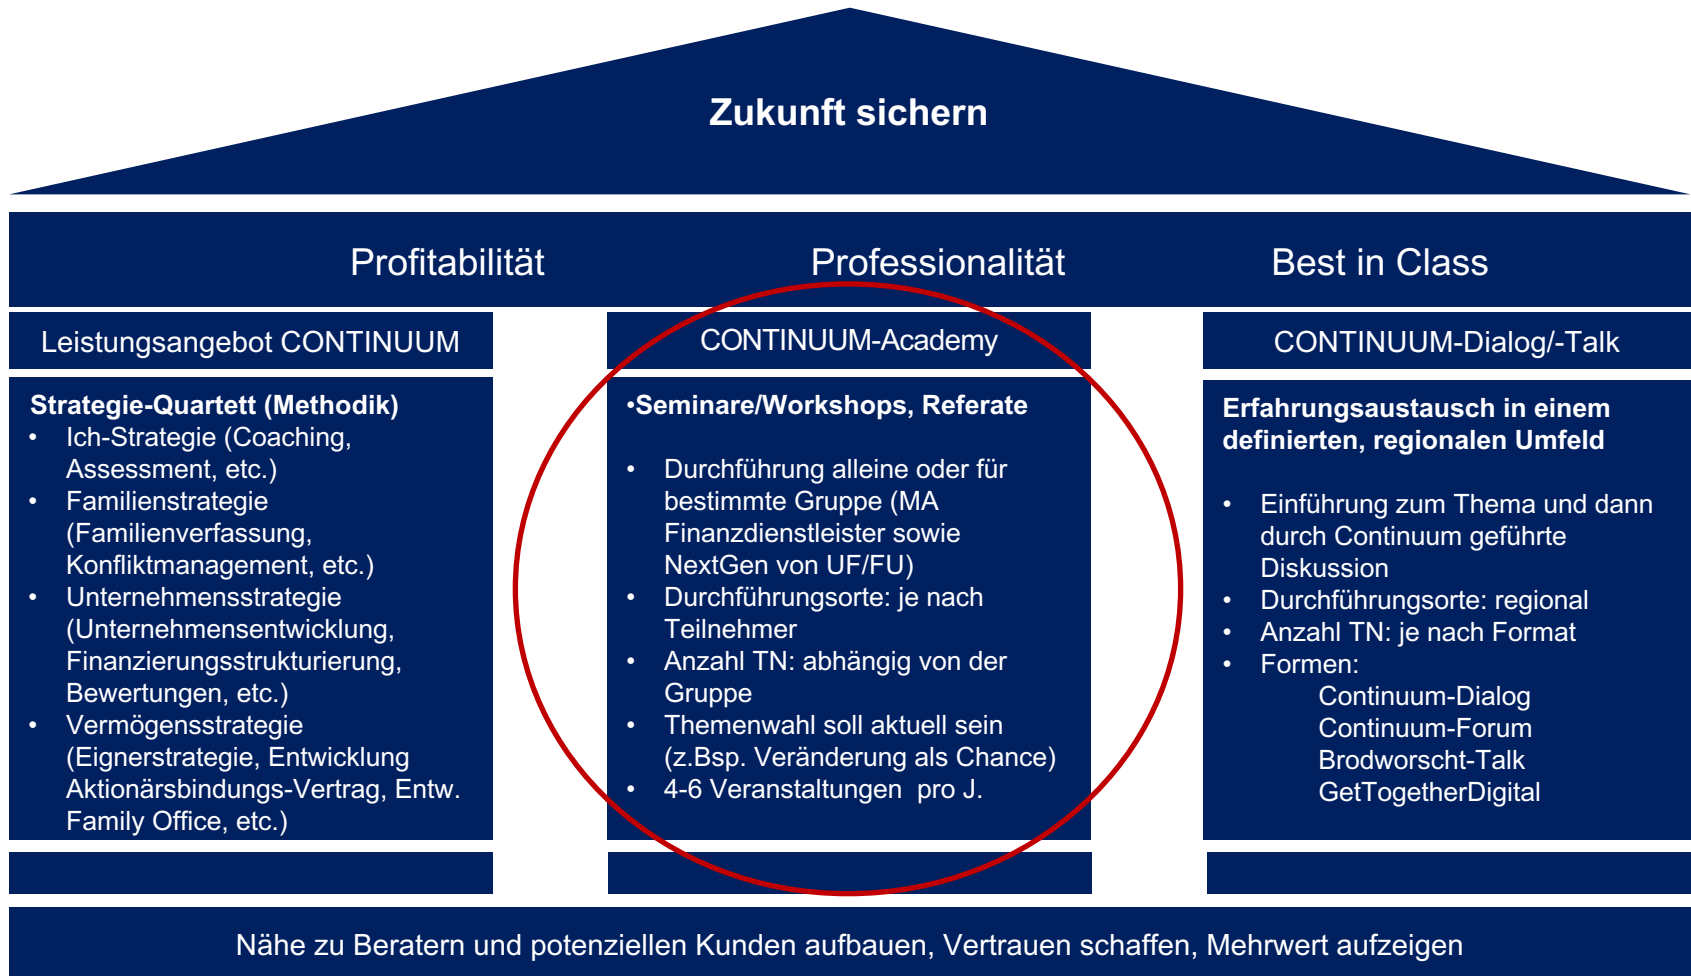 Zukunft sichern
Profitabilität Professionalität Best in Class
Leistungsangebot CONTINUUM
Strategie-Quartett (Methodik)
• Ich-Strategie (Coaching,
Assessment, etc.)
• Familienstrategie
(Familienverfassung,
Konfliktmanagement, etc.)
• Unternehmensstrategie
(Unternehmensentwicklung,
Finanzierungsstrukturierung,
Bewertungen, etc.)
• Vermögensstrategie
(Eignerstrategie, Entwicklung
Aktionärsbindungs-Vertrag, Entw.
Family Office, etc.)
CONTINUUM-Academy
•Seminare/Workshops, Referate
• Durchführung alleine oder für
bestimmte Gruppe (MA
Finanzdienstleister sowie
NextGen von UF/FU)
• Durchführungsorte: je nach
Teilnehmer
• Anzahl TN: abhängig von der
Gruppe
• Themenwahl soll aktuell sein
(z.Bsp. Veränderung als Chance)
• 4-6 Veranstaltungen pro J.
CONTINUUM-Dialog/-Talk
Erfahrungsaustausch in einem
definierten, regionalen Umfeld
• Einführung zum Thema und dann
durch Continuum geführte
Diskussion
• Durchführungsorte: regional
• Anzahl TN: je nach Format
• Formen:
Continuum-Dialog
Continuum-Forum
Brodworscht-Talk
GetTogetherDigital
Nähe zu Beratern und potenziellen Kunden aufbauen, Vertrauen schaffen, Mehrwert aufzeigen